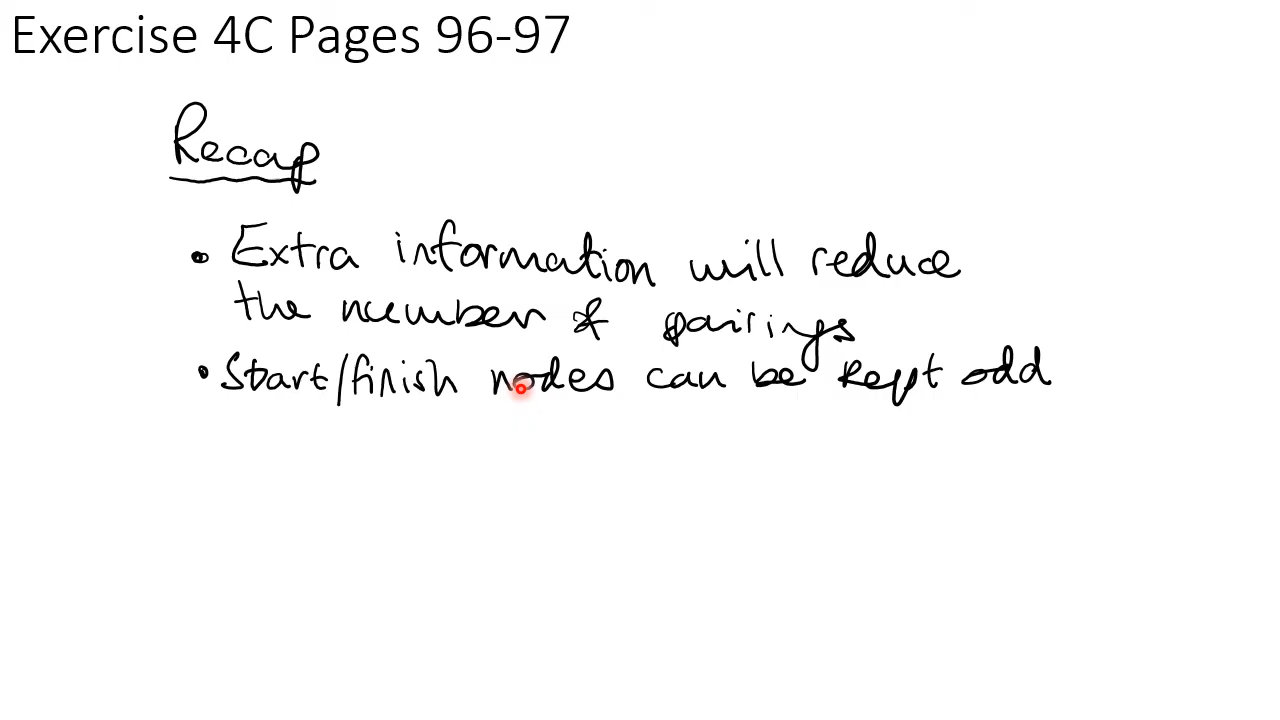 Exercise 4C Pages 96-97
Recap
• Extra information will reduce
the number of pairings
• Start/finish nodes can be kept odd